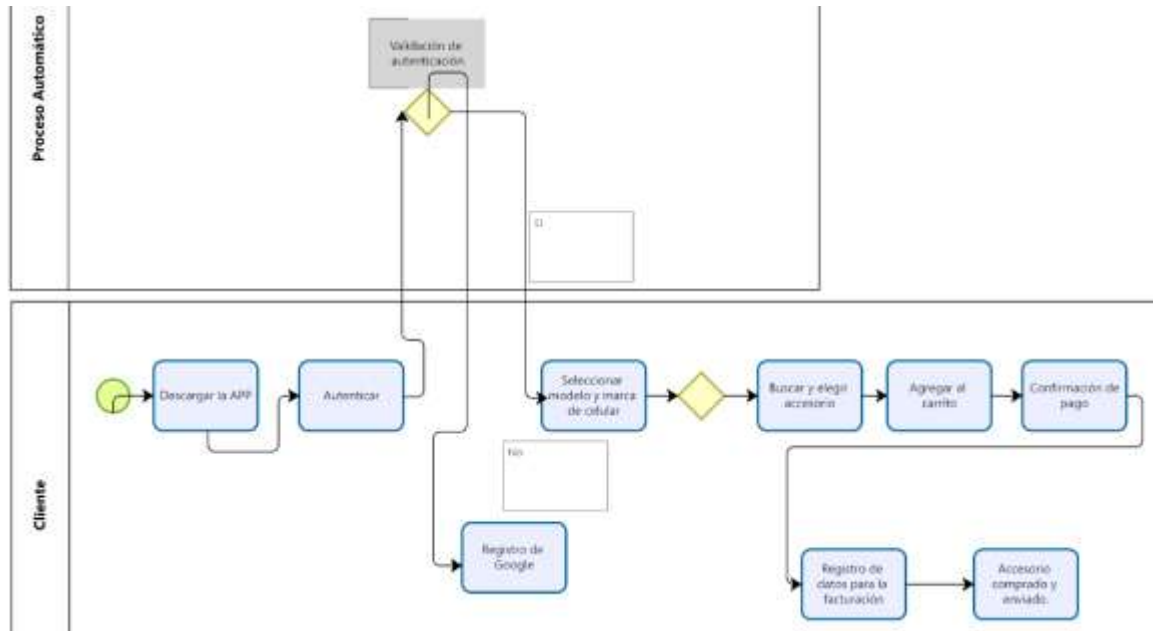 Proceso Automático
Validación de
autenticación
SI
Cliente
Descargar la APP
Autenticar
Seleccionar
modelo y marca
de celular
Buscar y elegir
accesorio
Agregar al
carrito
Confirmación de
pago
No
Registro de
Google
Registro de
datos para la
facturación
Accesorio
comprado y
enviado.